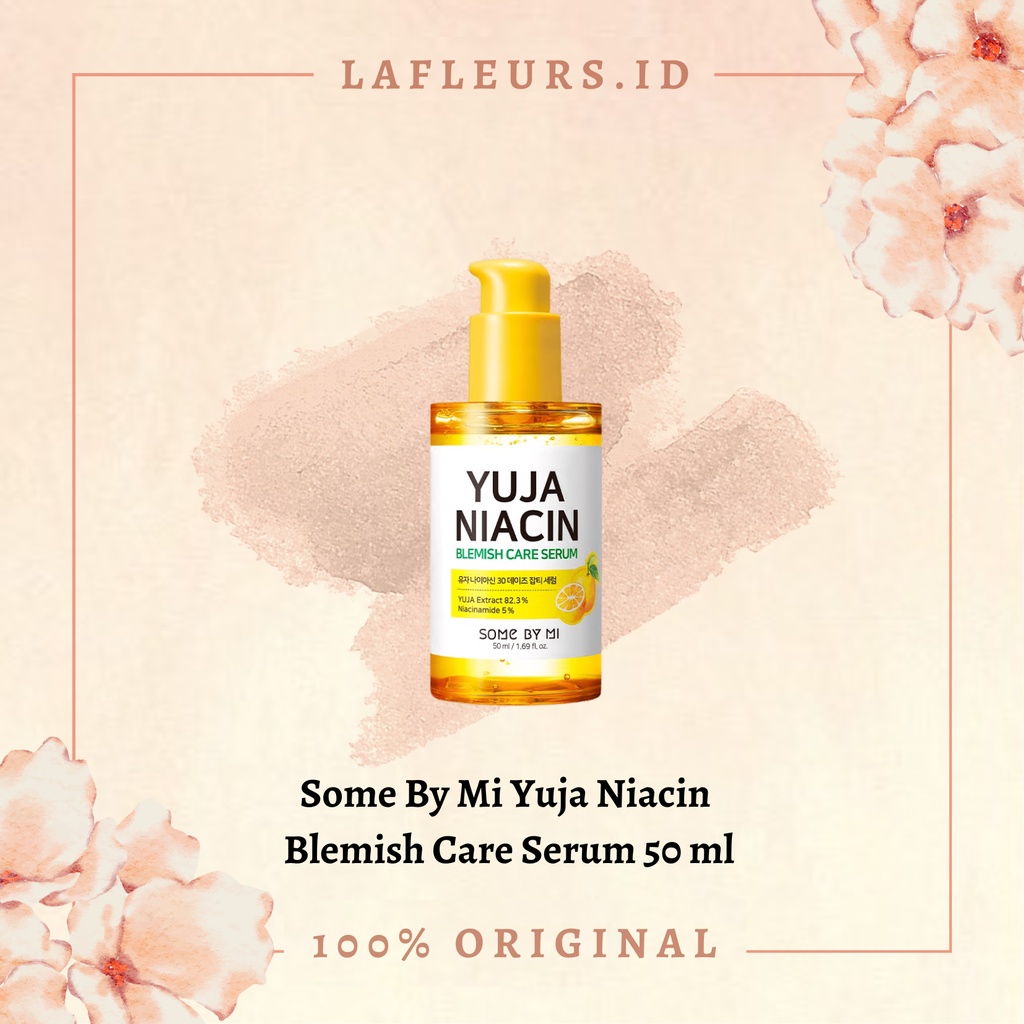 LAFLEURS.ID
YUJA
NIACIN
BLEMISH CARE SERUM
유자 나이아신 30 데이즈 잡티 세럼
YUJA Extract 82.3%
Niacinamide 5%
SOME BY MI
50 ml / 1.69 fl. oz.
Some By Mi Yuja Niacin
Blemish Care Serum 50 ml
100% ORIGINAL